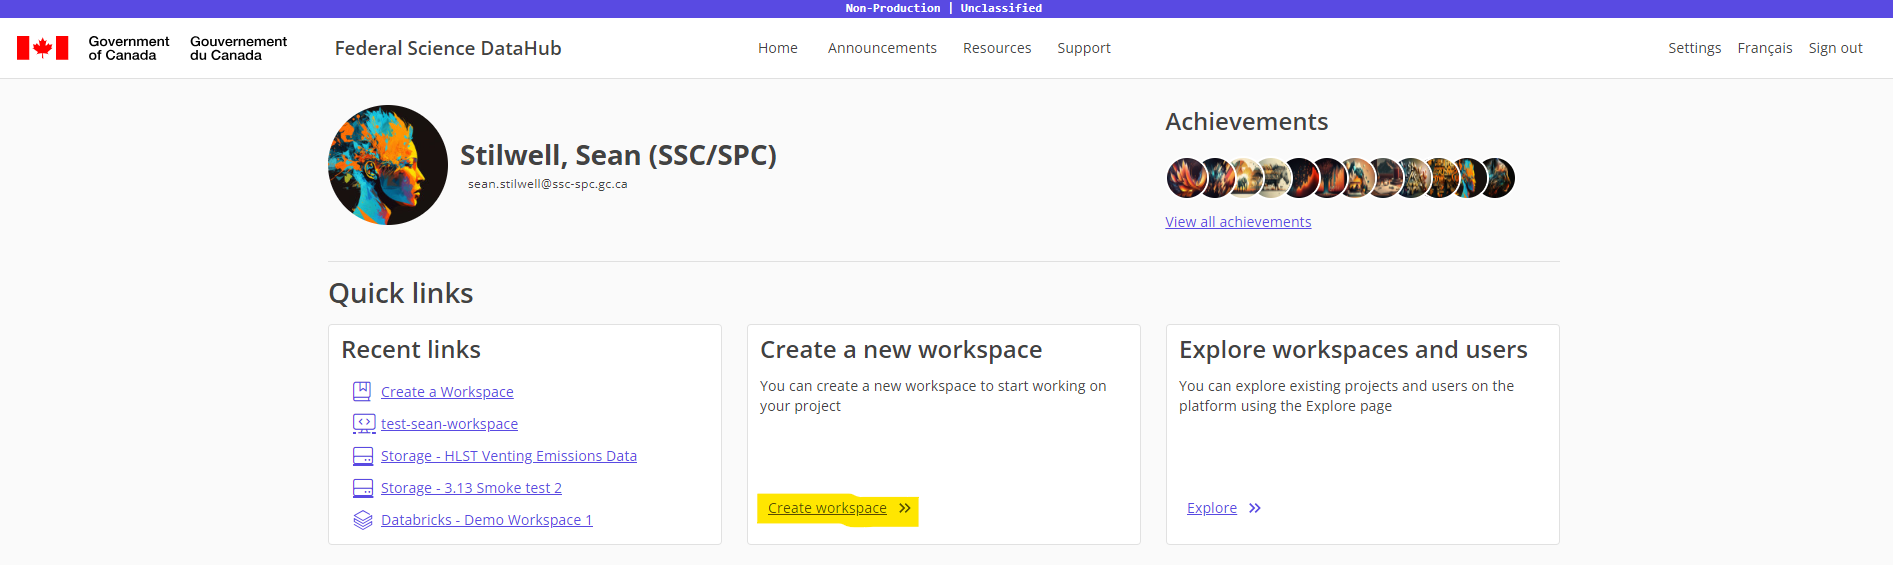 Non-Production | Unclassified
Government of Canada
Gouvernement du Canada
Federal Science DataHub
Home
Announcements
Resources
Support
Settings
Français
Sign out
Stilwell, Sean (SSC/SPC)
sean.stilwell@ssc-spc.gc.ca
Achievements
View all achievements
Quick links
Recent links
Create a Workspace
test-sean-workspace
Storage - HLST Venting Emissions Data
Storage - 3.13 Smoke test 2
Databricks - Demo Workspace 1
Create a new workspace
You can create a new workspace to start working on
your project
Create workspace
Explore workspaces and users
You can explore existing projects and users on the
platform using the Explore page
Explore